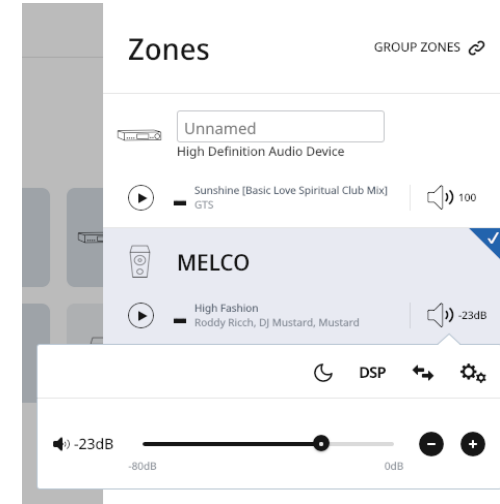 Zones
GROUP ZONES
Unnamed
High Definition Audio Device
Sunshine [Basic Love Spiritual Club Mix]
GTS
100
MELCO
High Fashion
Roddy Ricch, DJ Mustard, Mustard
-23dB
DSP
-23dB
-80dB
0dB